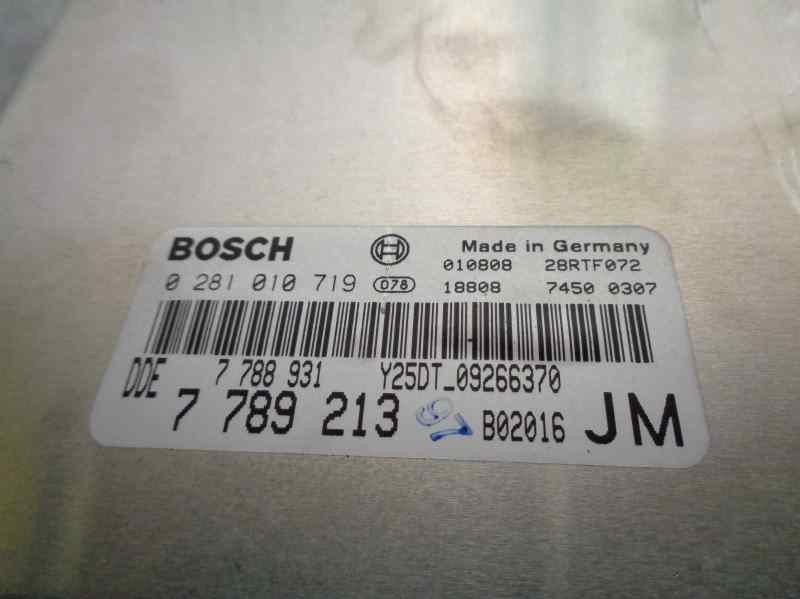 BOSCH Made in Germany
010808 28RTF072
0 281 010 719 078 18808 7450 0307
DDE 7 788 931 Y25DT_09266370
7 789 213 B02016 JM